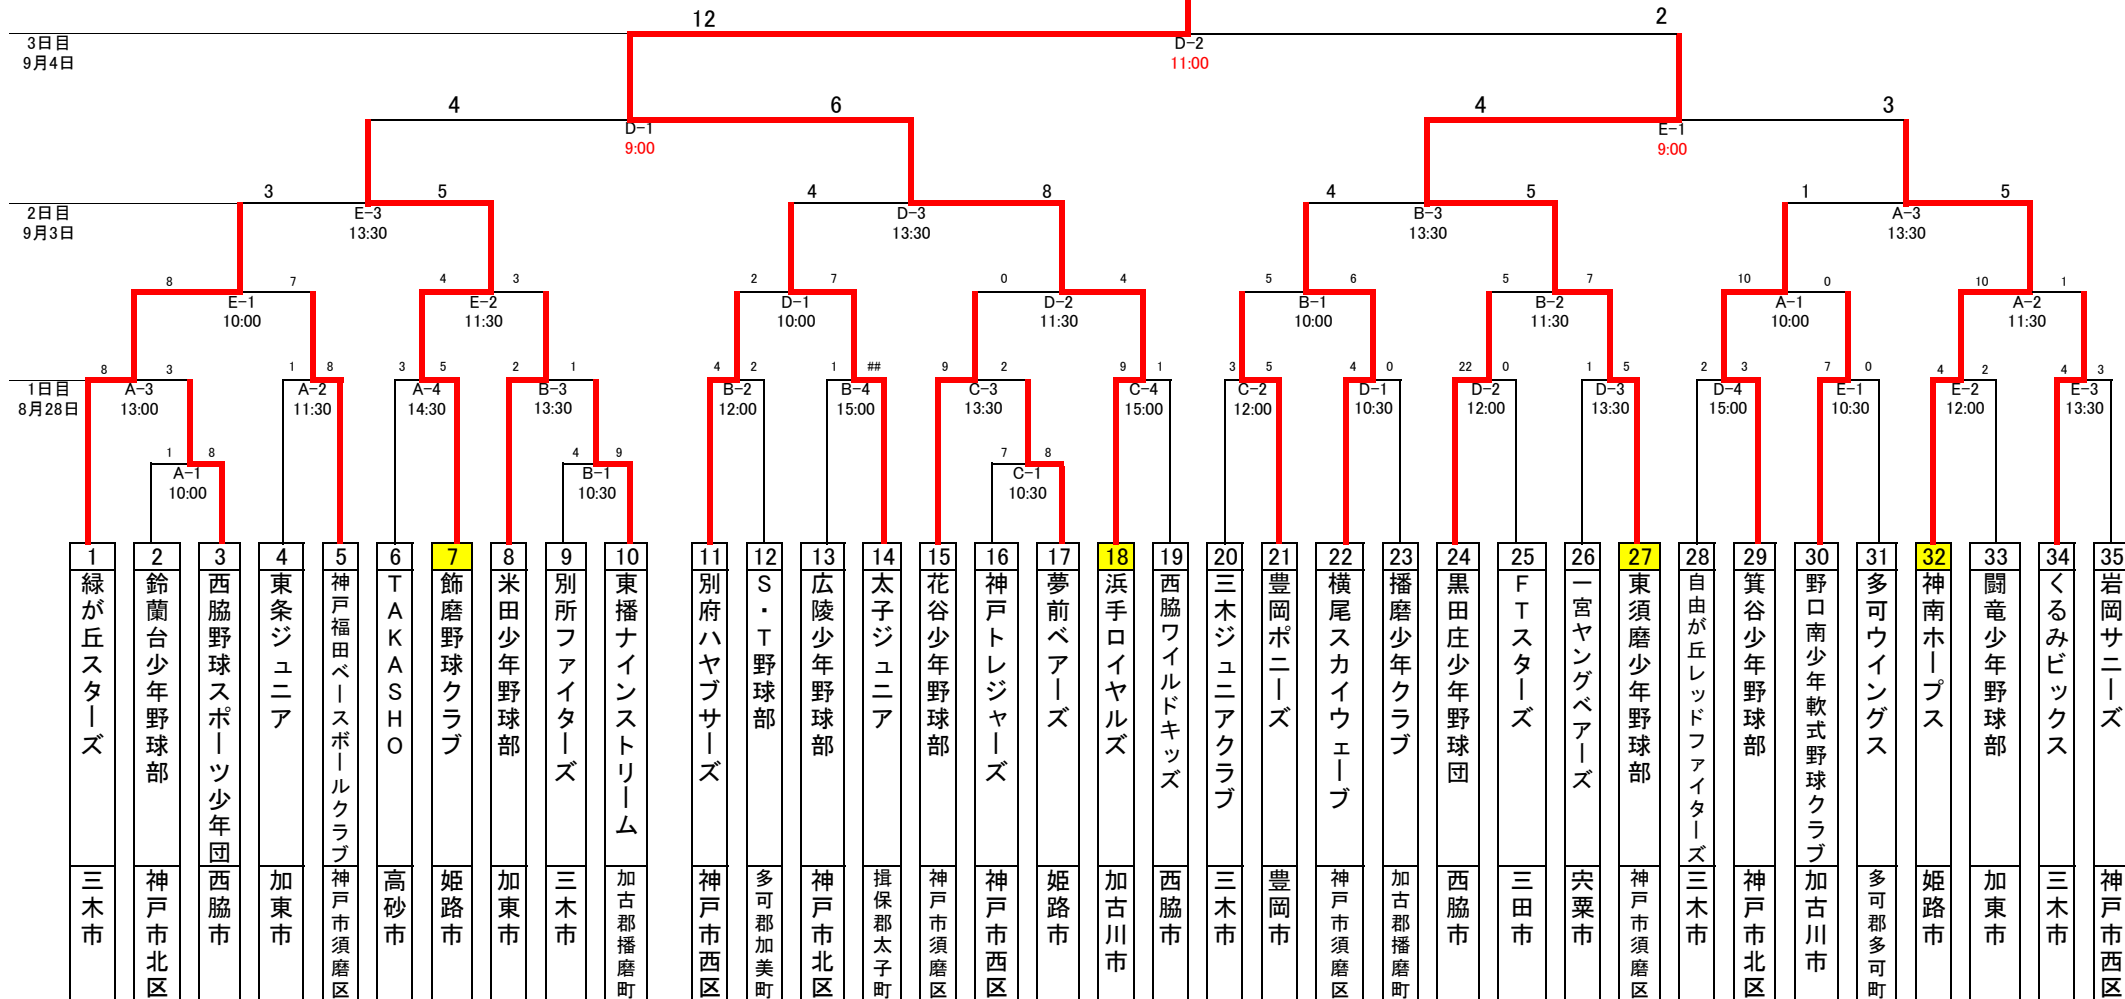 12 2
3日目
9月4日
D-2
11:00
4 6 4 3
D-1
9:00
E-1
9:00
3 5 4 8 4 5 1 5
2日目
9月3日
E-3
13:30
D-3
13:30
B-3
13:30
A-3
13:30
8 7 4 3 2 7 0 4 5 6 5 7 10 0 10 1
E-1
10:00
E-2
11:30
D-1
10:00
D-2
11:30
B-1
10:00
B-2
11:30
A-1
10:00
A-2
11:30
8 3 1 8 3 5 2 1 4 2 1 ## 9 2 9 1 3 5 4 0 22 0 1 5 2 3 7 0 4 2 4 3
1日目
8月28日
A-3
13:00
A-2
11:30
A-4
14:30
B-3
13:30
B-2
12:00
B-4
15:00
C-3
13:30
C-4
15:00
C-2
12:00
D-1
10:30
D-2
12:00
D-3
13:30
D-4
15:00
E-1
10:30
E-2
12:00
E-3
13:30
1 8 4 9 7 8
A-1
10:00
B-1
10:30
C-1
10:30
1
緑が丘スターズ
三木市
2
鈴蘭台少年野球部
神戸市北区
3
西脇野球スポーツ少年団
西脇市
4
東条ジュニア
加東市
5
神戸福田ベースボールクラブ
神戸市須磨区
6
TAKASHO
高砂市
7
飾磨野球クラブ
姫路市
8
米田少年野球部
加東市
9
別所ファイターズ
三木市
10
東播ナインストリーム
加古郡播磨町
11
別府ハヤブサーズ
神戸市西区
12
S・T野球部
多可郡加美町
13
広陵少年野球部
神戸市北区
14
太子ジュニア
揖保郡太子町
15
花谷少年野球部
神戸市須磨区
16
神戸トレジャーズ
神戸市西区
17
夢前ベアーズ
姫路市
18
浜手ロイヤルズ
加古川市
19
西脇ワイルドキッズ
西脇市
20
三木ジュニアクラブ
三木市
21
豊岡ポニーズ
豊岡市
22
横尾スカイウェーブ
神戸市須磨区
23
播磨少年クラブ
加古郡播磨町
24
黒田庄少年野球団
西脇市
25
FTスターズ
三田市
26
一宮ヤングベアーズ
宍粟市
27
東須磨少年野球部
神戸市須磨区
28
自由が丘レッドファイターズ
三木市
29
箕谷少年野球部
神戸市北区
30
野口南少年軟式野球クラブ
加古川市
31
多可ウイングス
多可郡多可町
32
神南ホープス
姫路市
33
闘竜少年野球部
加東市
34
くるみビックス
三木市
35
岩岡サニーズ
神戸市西区